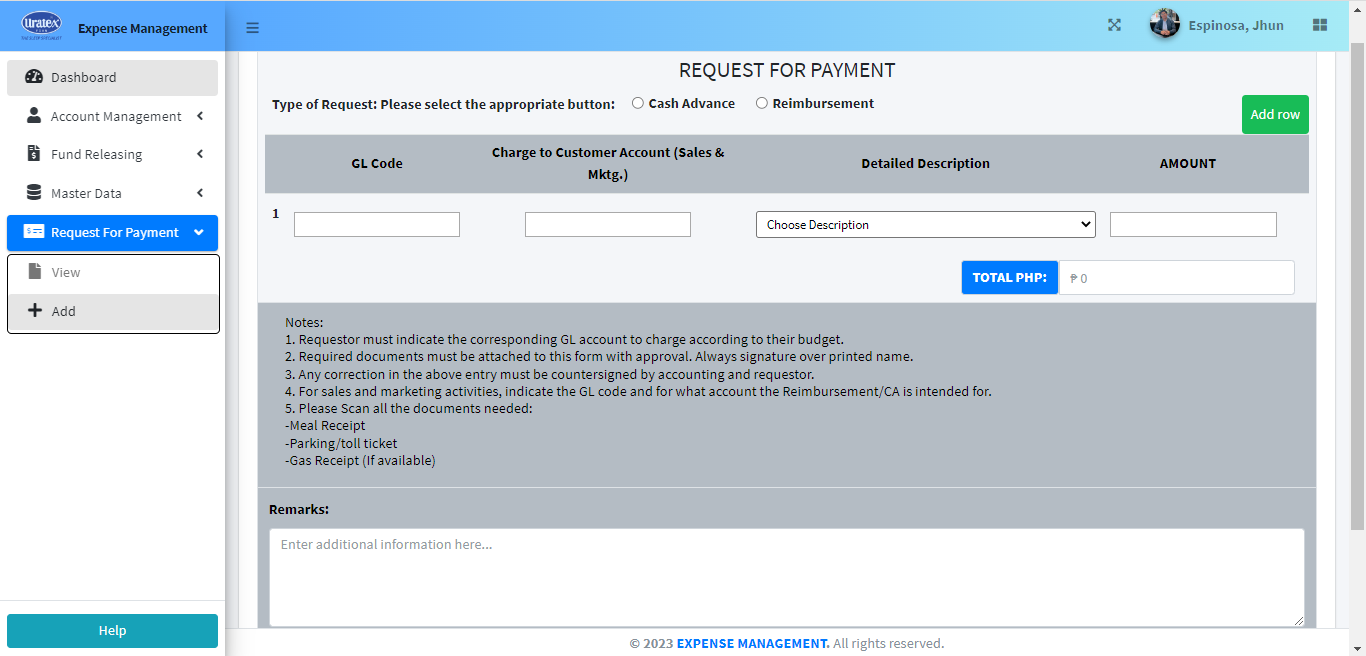 Uratex
Expense Management
Espinosa, Jhun
Dashboard
Account Management
Fund Releasing
Master Data
Request For Payment
View
Add
Help
REQUEST FOR PAYMENT
Type of Request: Please select the appropriate button:
Cash Advance
Reimbursement
Add row
GL Code
Charge to Customer Account (Sales &
Mktg.)
Detailed Description
AMOUNT
1
Choose Description
TOTAL PHP:
₱ 0
Notes:
1. Requestor must indicate the corresponding GL account to charge according to their budget.
2. Required documents must be attached to this form with approval. Always signature over printed name.
3. Any correction in the above entry must be countersigned by accounting and requestor.
4. For sales and marketing activities, indicate the GL code and for what account the Reimbursement/CA is intended for.
5. Please Scan all the documents needed:
-Meal Receipt
-Parking/toll ticket
-Gas Receipt (If available)
Remarks:
Enter additional information here...
© 2023 EXPENSE MANAGEMENT. All rights reserved.